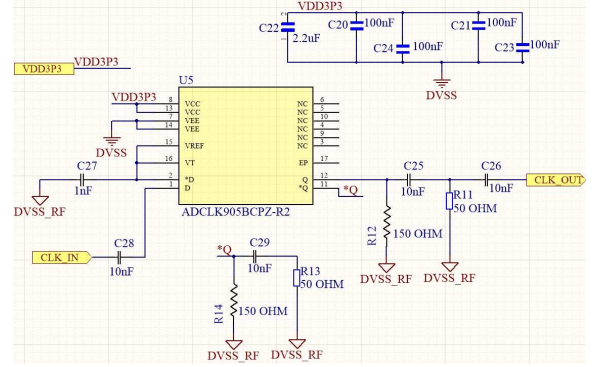 VDD3P3
C22
2.2uF
C20
100nF
C24
100nF
C21
100nF
C23
100nF
DVSS
VDD3P3
VDD3P3
U5
VDD3P3
8
VCC
13
VCC
7
VEE
14
VEE
15
VREF
16
VT
2
*D
1
D
NC
6
NC
5
NC
10
NC
4
NC
9
NC
3
EP
17
Q
12
*Q
11
ADCLK905BCPZ-R2
DVSS
C27
1nF
DVSS_RF
C28
10nF
CLK_IN
*Q
C25
10nF
C26
10nF
CLK_OUT
R11
50 OHM
R12
150 OHM
DVSS_RF
DVSS_RF
*Q
C29
10nF
R13
50 OHM
R14
150 OHM
DVSS_RF
DVSS_RF